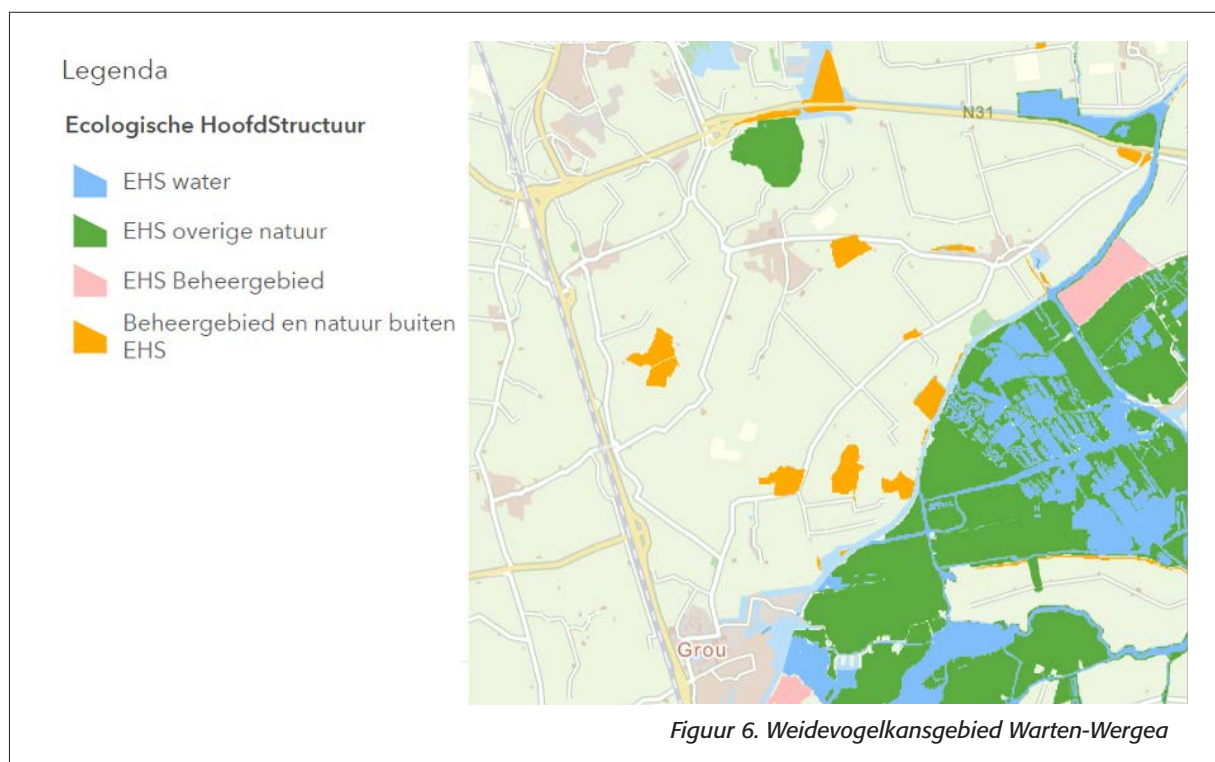 Legenda
Ecologische HoofdStructuur
EHS water
EHS overige natuur
EHS Beheergebied
Beheergebied en natuur buiten
EHS
N31
Grou
Figuur 6. Weidevogelkansgebied Warten-Wergea